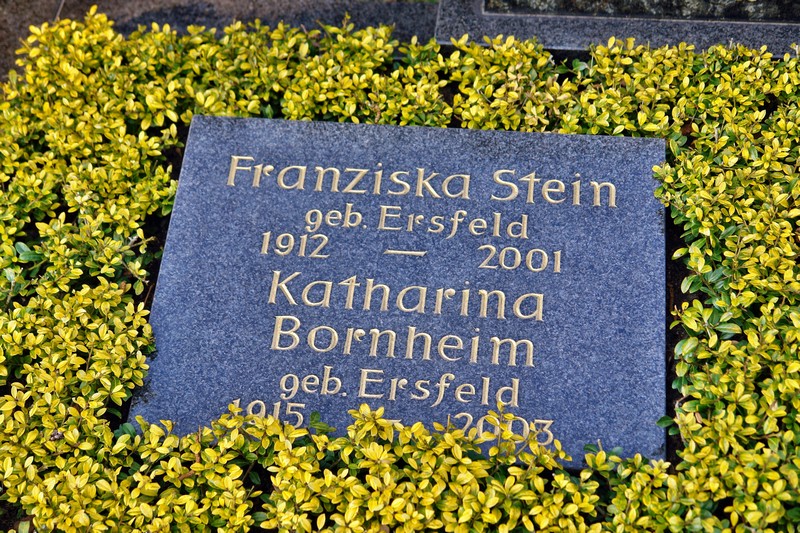 Franziska Stein
geb. Ersfeld
1912 — 2001
Katharina
Bornheim
geb. Ersfeld
1915 — 2003